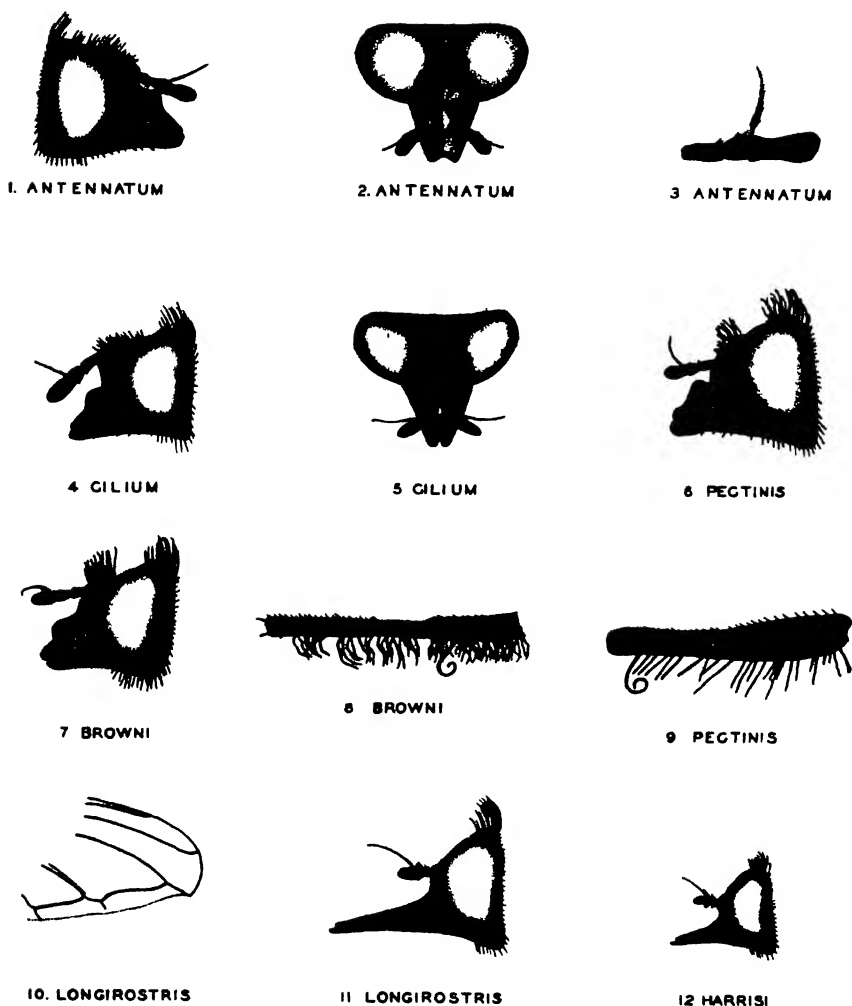 1. ANTENNATUM
2. ANTENNATUM
3 ANTENNATUM
4 CILIUM
5 CILIUM
6 PECTINIS
7 BROWNI
8 BROWNI
9 PECTINIS
10. LONGIROSTRIS
11 LONGIROSTRIS
12 HARRISI